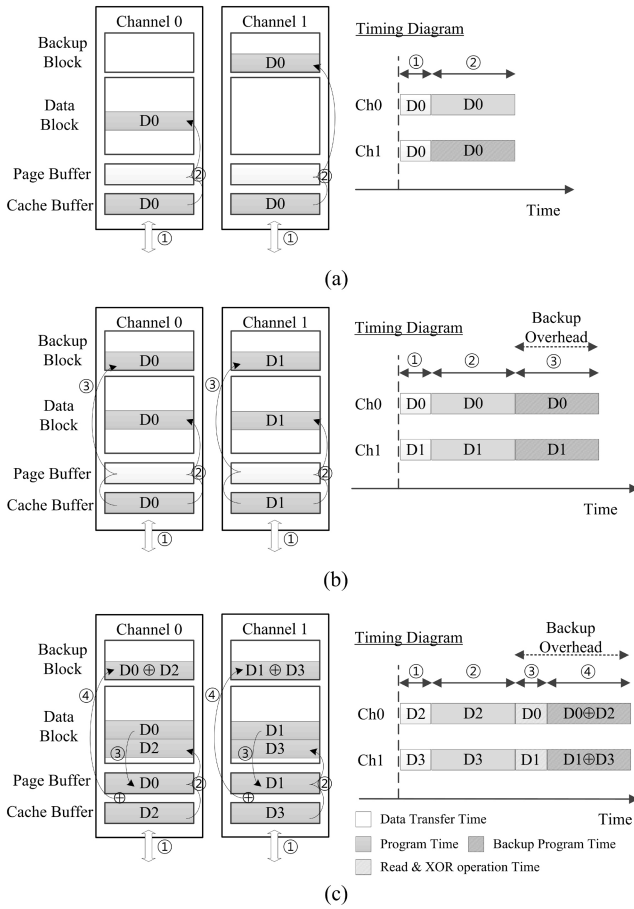 Channel 0
Channel 1
Backup
Block
D0
Data
Block
D0
Page Buffer
②
②
Cache Buffer
D0
D0
①
①
Timing Diagram
①
②
Ch0
D0
D0
Ch1
D0
D0
Time
(a)
Channel 0
Channel 1
Backup
Block
D0
D1
③
③
Data
Block
D0
D1
Page Buffer
②
②
Cache Buffer
D0
D1
①
①
Timing Diagram
Backup
Overhead
①
②
③
Ch0
D0
D0
D0
Ch1
D1
D1
D1
Time
(b)
Channel 0
Channel 1
Backup
Block
D0 ⊕ D2
D1 ⊕ D3
④
④
Data
Block
D0
D1
③
D2
③
D3
Page Buffer
D0
②
D1
②
⊕
⊕
Cache Buffer
D2
D3
①
①
Timing Diagram
Backup
Overhead
①
②
③
④
Ch0
D2
D2
D0
D0⊕D2
Ch1
D3
D3
D1
D1⊕D3
Time
Data Transfer Time
Program Time
Backup Program Time
Read & XOR operation Time
(c)